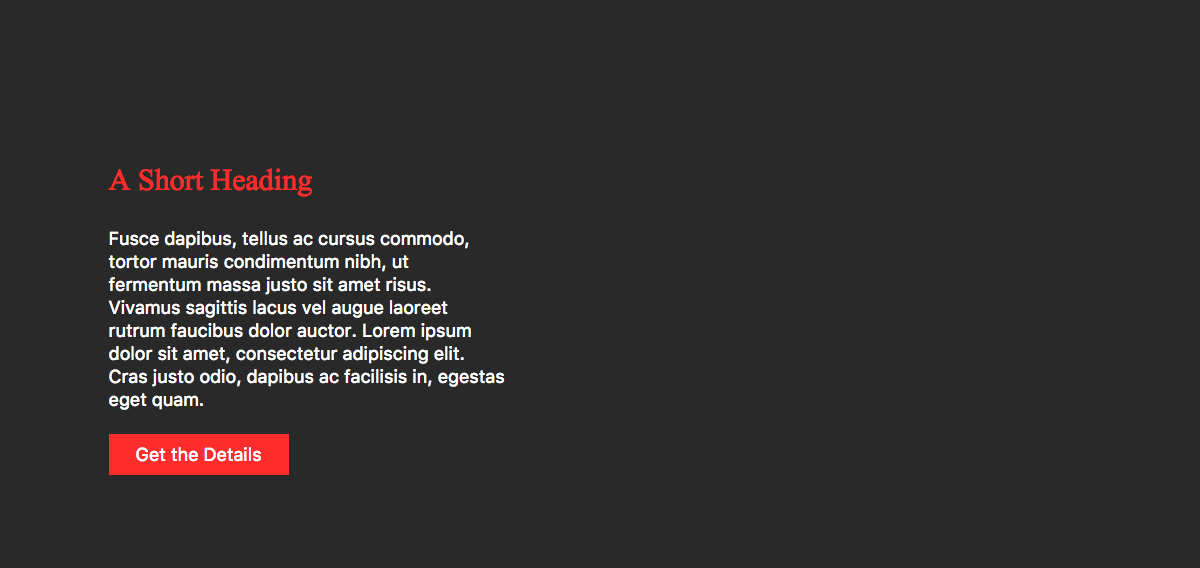 A Short Heading
Fusce dapibus, tellus ac cursus commodo,
tortor mauris condimentum nibh, ut
fermentum massa justo sit amet risus.
Vivamus sagittis lacus vel augue laoreet
rutrum faucibus dolor auctor. Lorem ipsum
dolor sit amet, consectetur adipiscing elit.
Cras justo odio, dapibus ac facilisis in, egestas
eget quam.
Get the Details